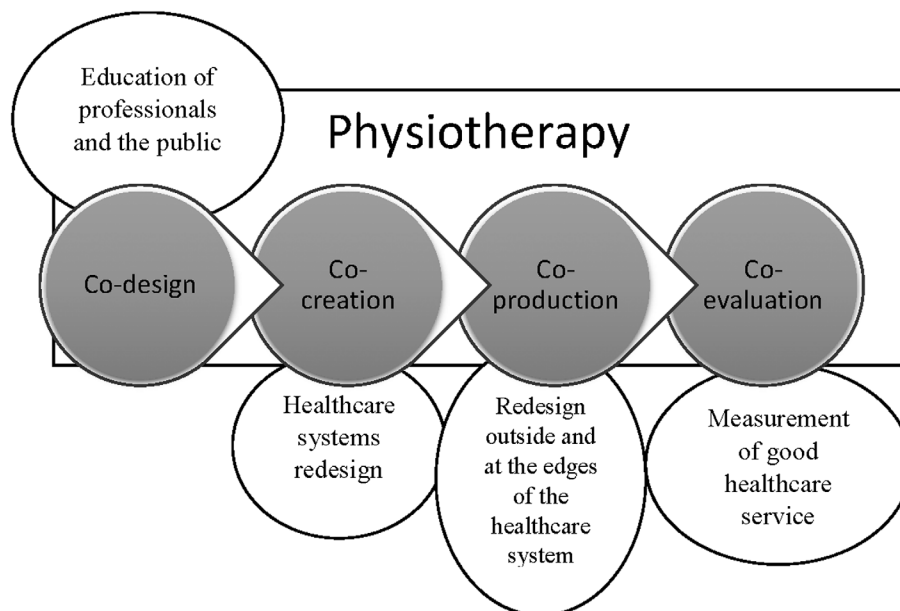 Education of
professionals
and the public
Physiotherapy
Co-design
Co-
creation
Co-
production
Co-
evaluation
Healthcare
systems
redesign
Redesign
outside and
at the edges
of the
healthcare
system
Measurement
of good
healthcare
service